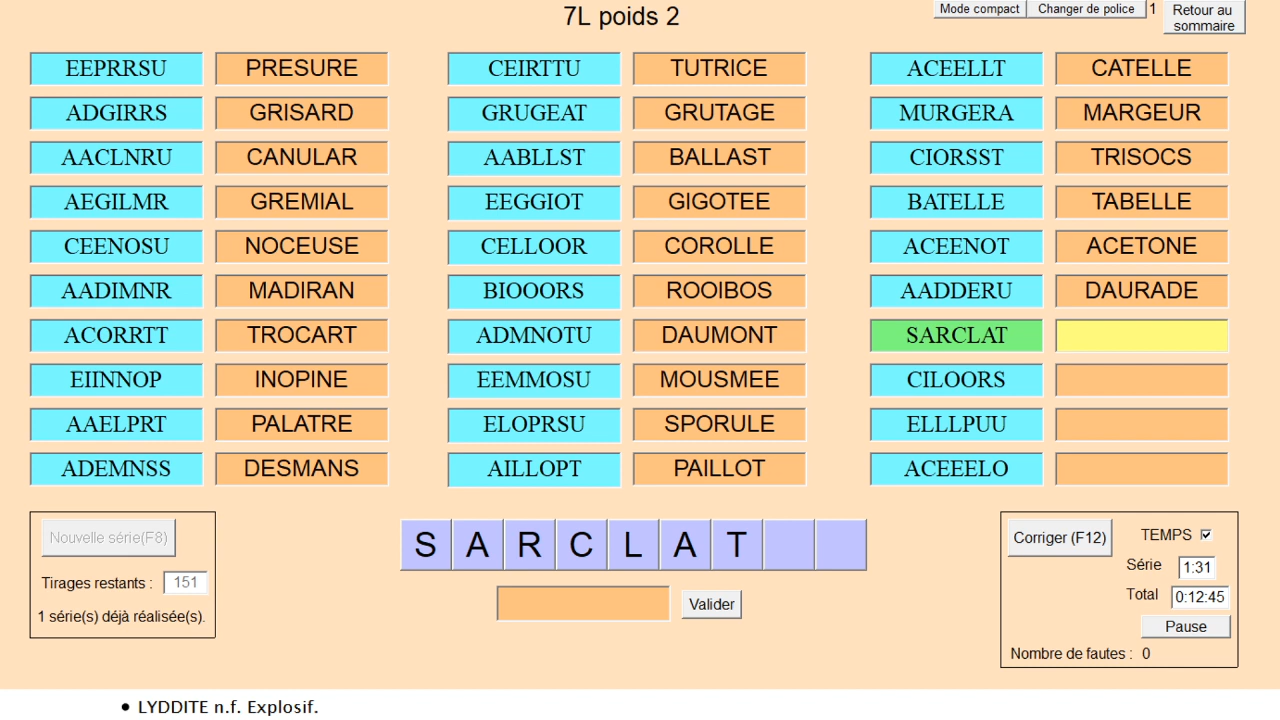 7L poids 2
Mode compact Changer de police 1 Retour au sommaire
EEPRRSU PRESURE CEIRTTU TUTRICE ACEELLT CATELLE
ADGIRRS GRISARD GRUGEAT GRUTAGE MURGERA MARGEUR
AACLNRU CANULAR AABLLST BALLAST CIORSST TRISOCS
AEGILMR GREMIAL EEGGIOT GIGOTEE BATELLE TABELLE
CEENOSU NOCEUSE CELLOOR COROLLE ACEENOT ACETONE
AADIMNR MADIRAN BIOOORS ROOIBOS AADDERU DAURADE
ACORRTT TROCART ADMNOTU DAUMONT SARCLAT
EIINNOP INOPINE EEMMOSU MOUSMEE CILOORS
AAELPRT PALATRE ELOPRSU SPORULE ELLLPUU
ADEMNSS DESMANS AILLOPT PAILLOT ACEEELO
Nouvelle série(F8)
Tirages restants : 151
1 série(s) déjà réalisée(s).
S A R C L A T
Valider
Corriger (F12) TEMPS
Série 1:31
Total 0:12:45
Pause
Nombre de fautes : 0
• LYDDITE n.f. Explosif.